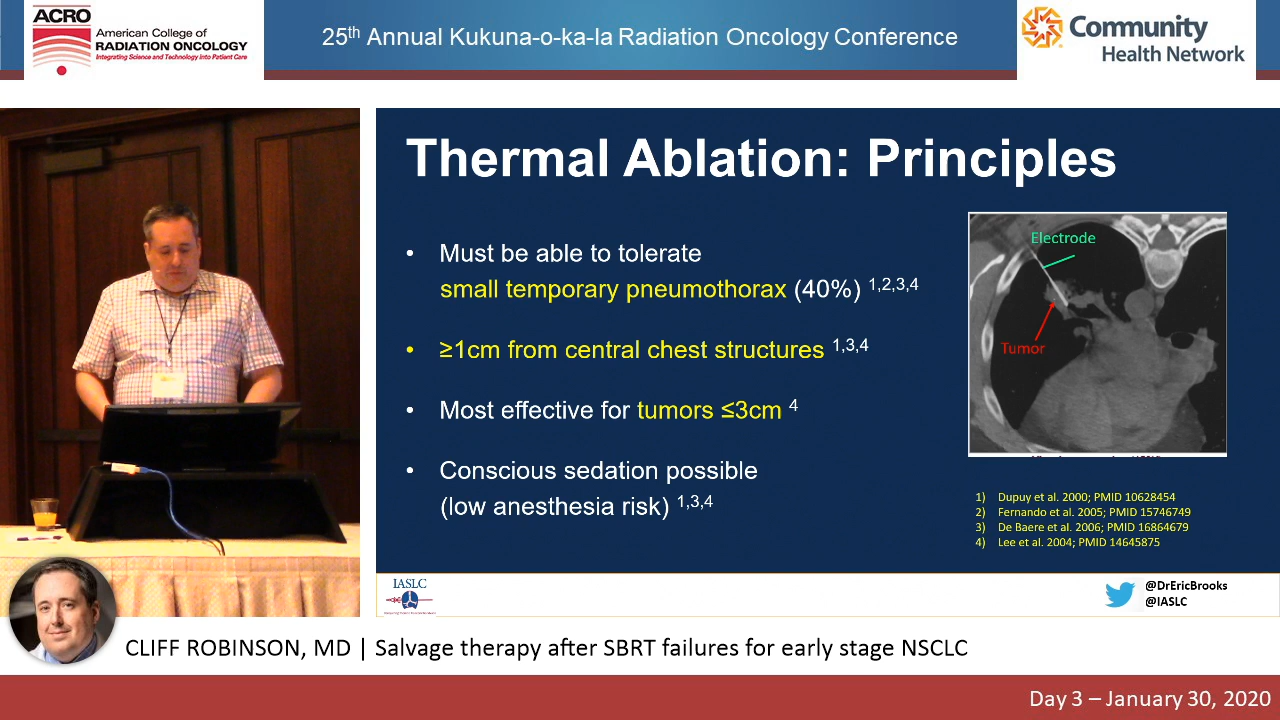 ACRO
American College of
RADIATION ONCOLOGY
Integrating Science and Technology Into Patient Care
25th Annual Kukuna-o-ka-la Radiation Oncology Conference
Community
Health Network
Thermal Ablation: Principles
• Must be able to tolerate
small temporary pneumothorax (40%) 1,2,3,4
• ≥1cm from central chest structures 1,3,4
• Most effective for tumors ≤3cm 4
• Conscious sedation possible
(low anesthesia risk) 1,3,4
Electrode
Tumor
1) Dupuy et al. 2000; PMID 10628454
2) Fernando et al. 2005; PMID 15746749
3) De Baere et al. 2006; PMID 16864679
4) Lee et al. 2004; PMID 14645875
IASLC
@DrEricBrooks
@IASLC
CLIFF ROBINSON, MD | Salvage therapy after SBRT failures for early stage NSCLC
Day 3 – January 30, 2020